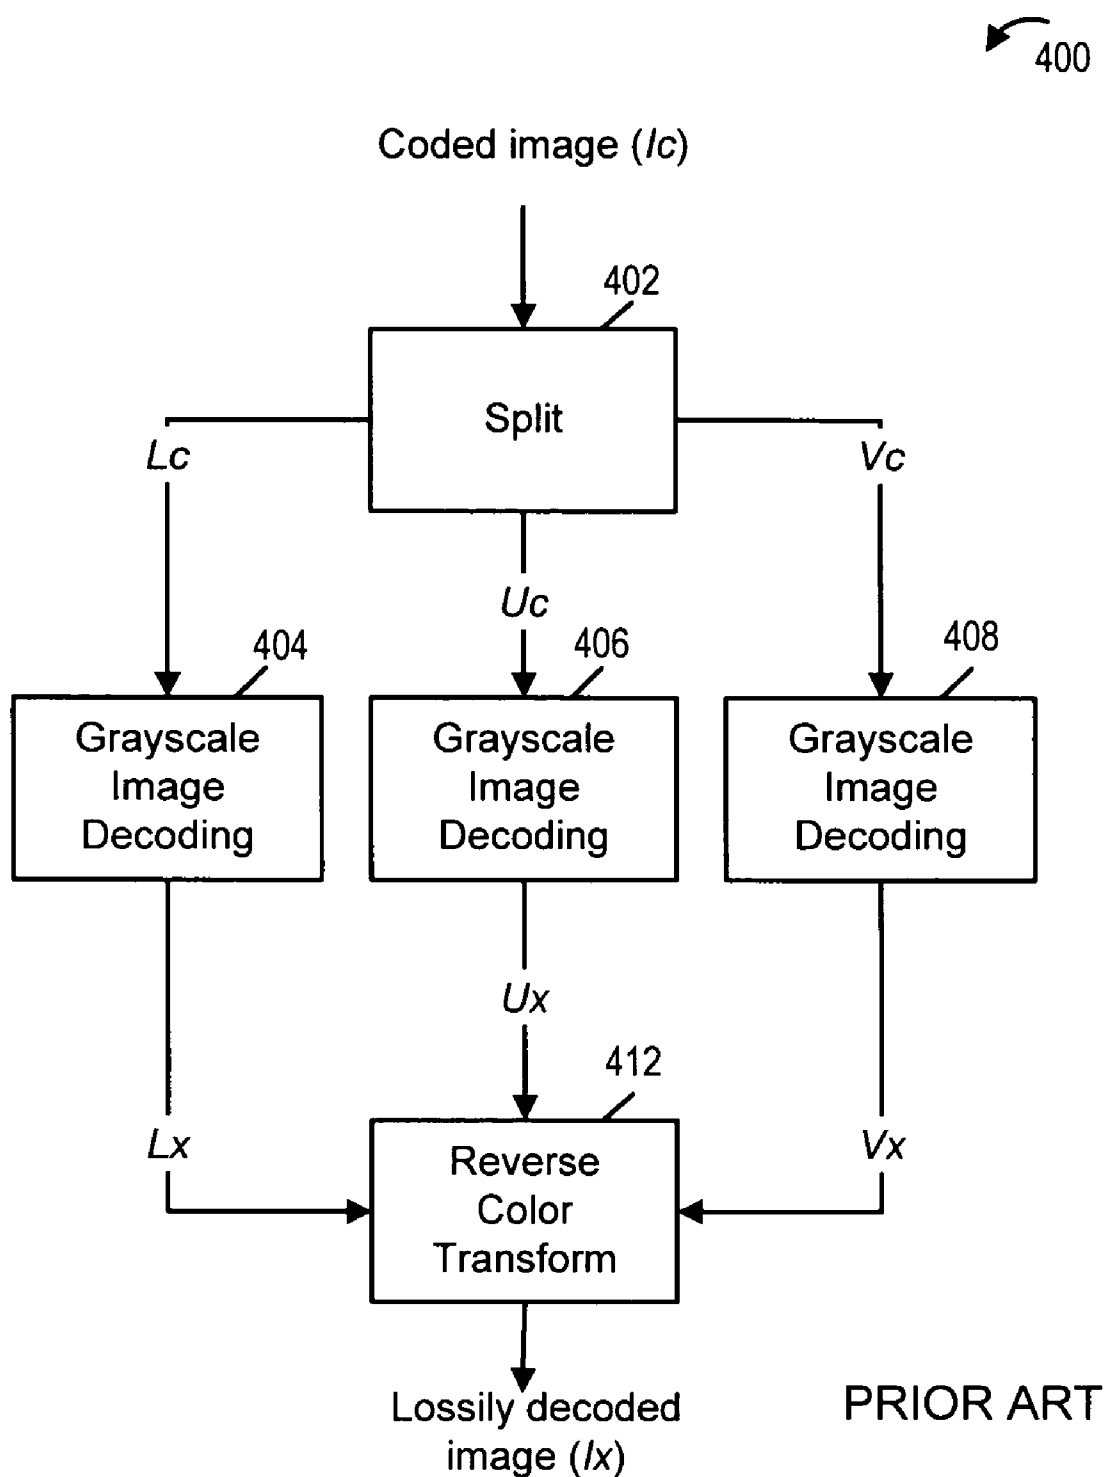 400
Coded image (Ic)
402
Split
Lc
Vc
Uc
404
406
408
Grayscale
Image
Decoding
Grayscale
Image
Decoding
Grayscale
Image
Decoding
Ux
412
Lx
Vx
Reverse
Color
Transform
Lossily decoded
image (Ix)
PRIOR ART